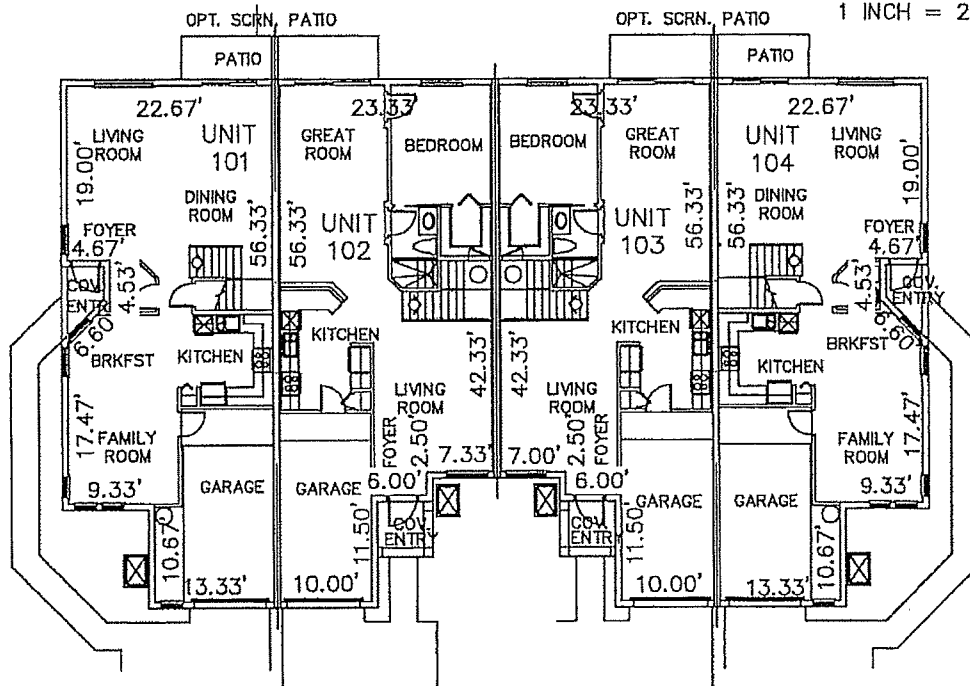 1 INCH = 2
OPT. SCRN. PATIO
OPT. SCRN. PATIO
PATIO
PATIO
22.67'
23.33'
23.33'
22.67'
LIVING ROOM
UNIT 101
GREAT ROOM
BEDROOM
BEDROOM
GREAT ROOM
UNIT 104
LIVING ROOM
19.00'
19.00'
DINING ROOM
56.33'
56.33'
UNIT 102
UNIT 103
56.33'
56.33'
DINING ROOM
FOYER
4.67'
FOYER
4.67'
COV. ENTR
4.53'
4.53'
COV. ENTRY
6.60'
6.60
BRKFST
KITCHEN
KITCHEN
KITCHEN
KITCHEN
BRKFST
42.33'
42.33'
LIVING ROOM
LIVING ROOM
17.47'
FAMILY ROOM
FAMILY ROOM
17.47'
FOYER
2.50'
7.33'
7.00'
2.50'
FOYER
9.33'
GARAGE
GARAGE
6.00'
6.00'
GARAGE
GARAGE
9.33'
COV. ENTR
11.50'
COV. ENTR
11.50'
10.67'
10.67'
13.33'
10.00'
10.00'
13.33'